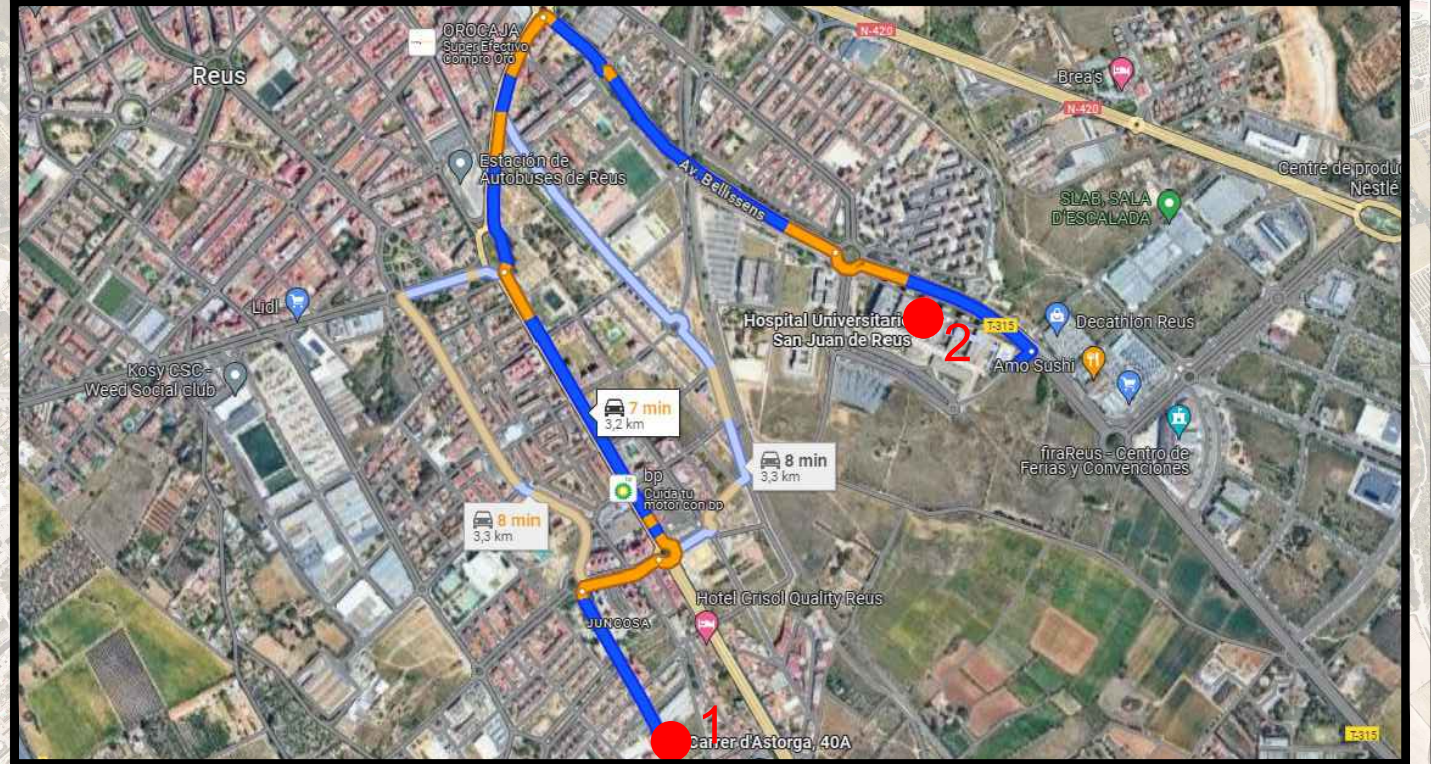 OROCAJA
Super Efectivo
Compro Oro
N-420
Reus
Brea's
N-420
Estación de
Autobuses de Reus
Centre de produc
Nestlé
Av. Bellissens
SLAB, SALA
D'ESCALADA
Lidl
Hospital Universitari
San Juan de Reus
2
T-315
Decathlon Reus
Amo Sushi
Kosy CSC -
Weed Social Club
7 min
3,2 km
firaReus - Centro de
Ferias y Convenciones
8 min
3,3 km
bp
Cuida tu
motor con bp
8 min
3,3 km
Hotel Crisol Quality Reus
JUNCOSA
1
Carrer d'Astorga, 40A
T-315